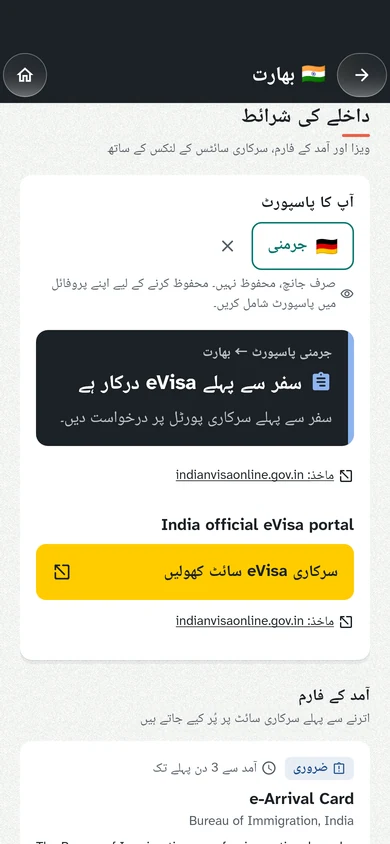 بھارت
داخلے کی شرائط
ویزا اور آمد کے فارم، سرکاری سائٹس کے لنکس کے ساتھ
آپ کا پاسپورٹ
جرمنی
صرف جانچ، محفوظ نہیں۔ محفوظ کرنے کے لیے اپنے پروفائل
میں پاسپورٹ شامل کریں۔
جرمنی پاسپورٹ ← بھارت
سفر سے پہلے eVisa درکار ہے
سفر سے پہلے سرکاری پورٹل پر درخواست دیں۔
ماخذ: indianvisaonline.gov.in
India official eVisa portal
سرکاری eVisa سائٹ کھولیں
ماخذ: indianvisaonline.gov.in
آمد کے فارم
اترنے سے پہلے سرکاری سائٹ پر پُر کیے جاتے ہیں
ضروری
آمد سے 3 دن پہلے تک
e-Arrival Card
Bureau of Immigration, India